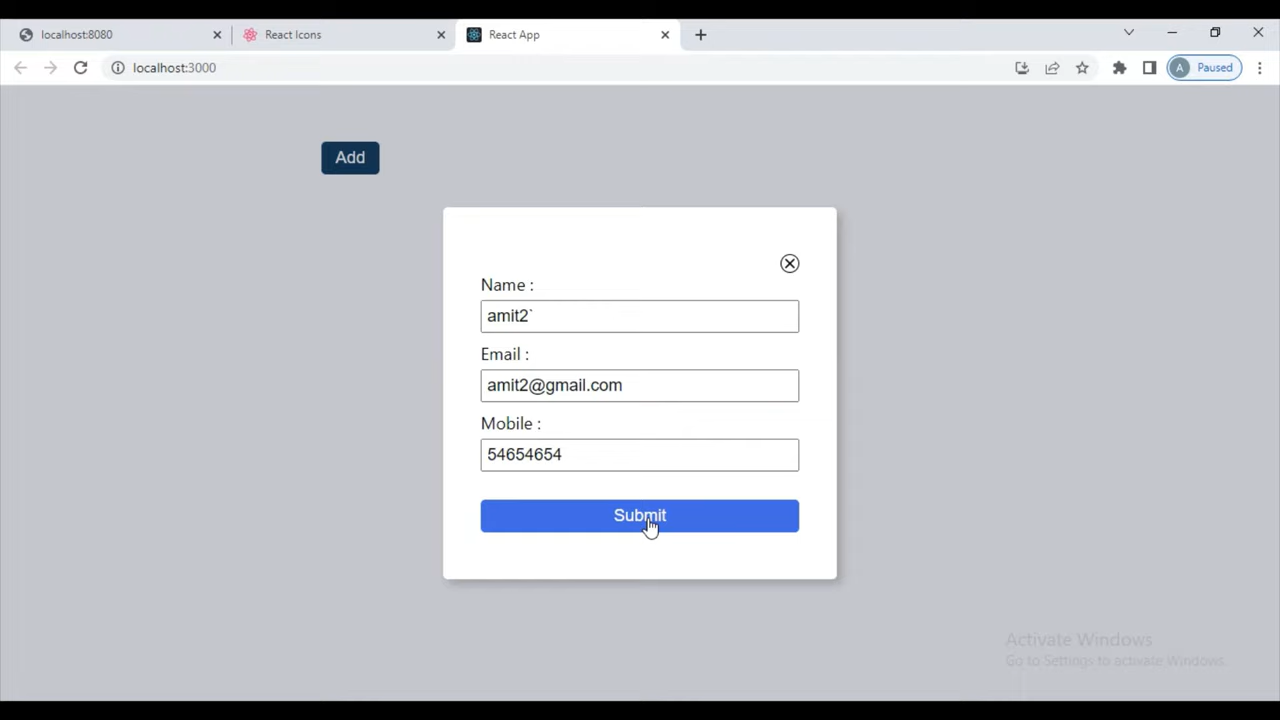 localhost:8080
React Icons
React App
localhost:3000
A
Paused
Add
Name :
amit2`
Email :
amit2@gmail.com
Mobile :
54654654
Submit
Activate Windows
Go to Settings to activate Windows.